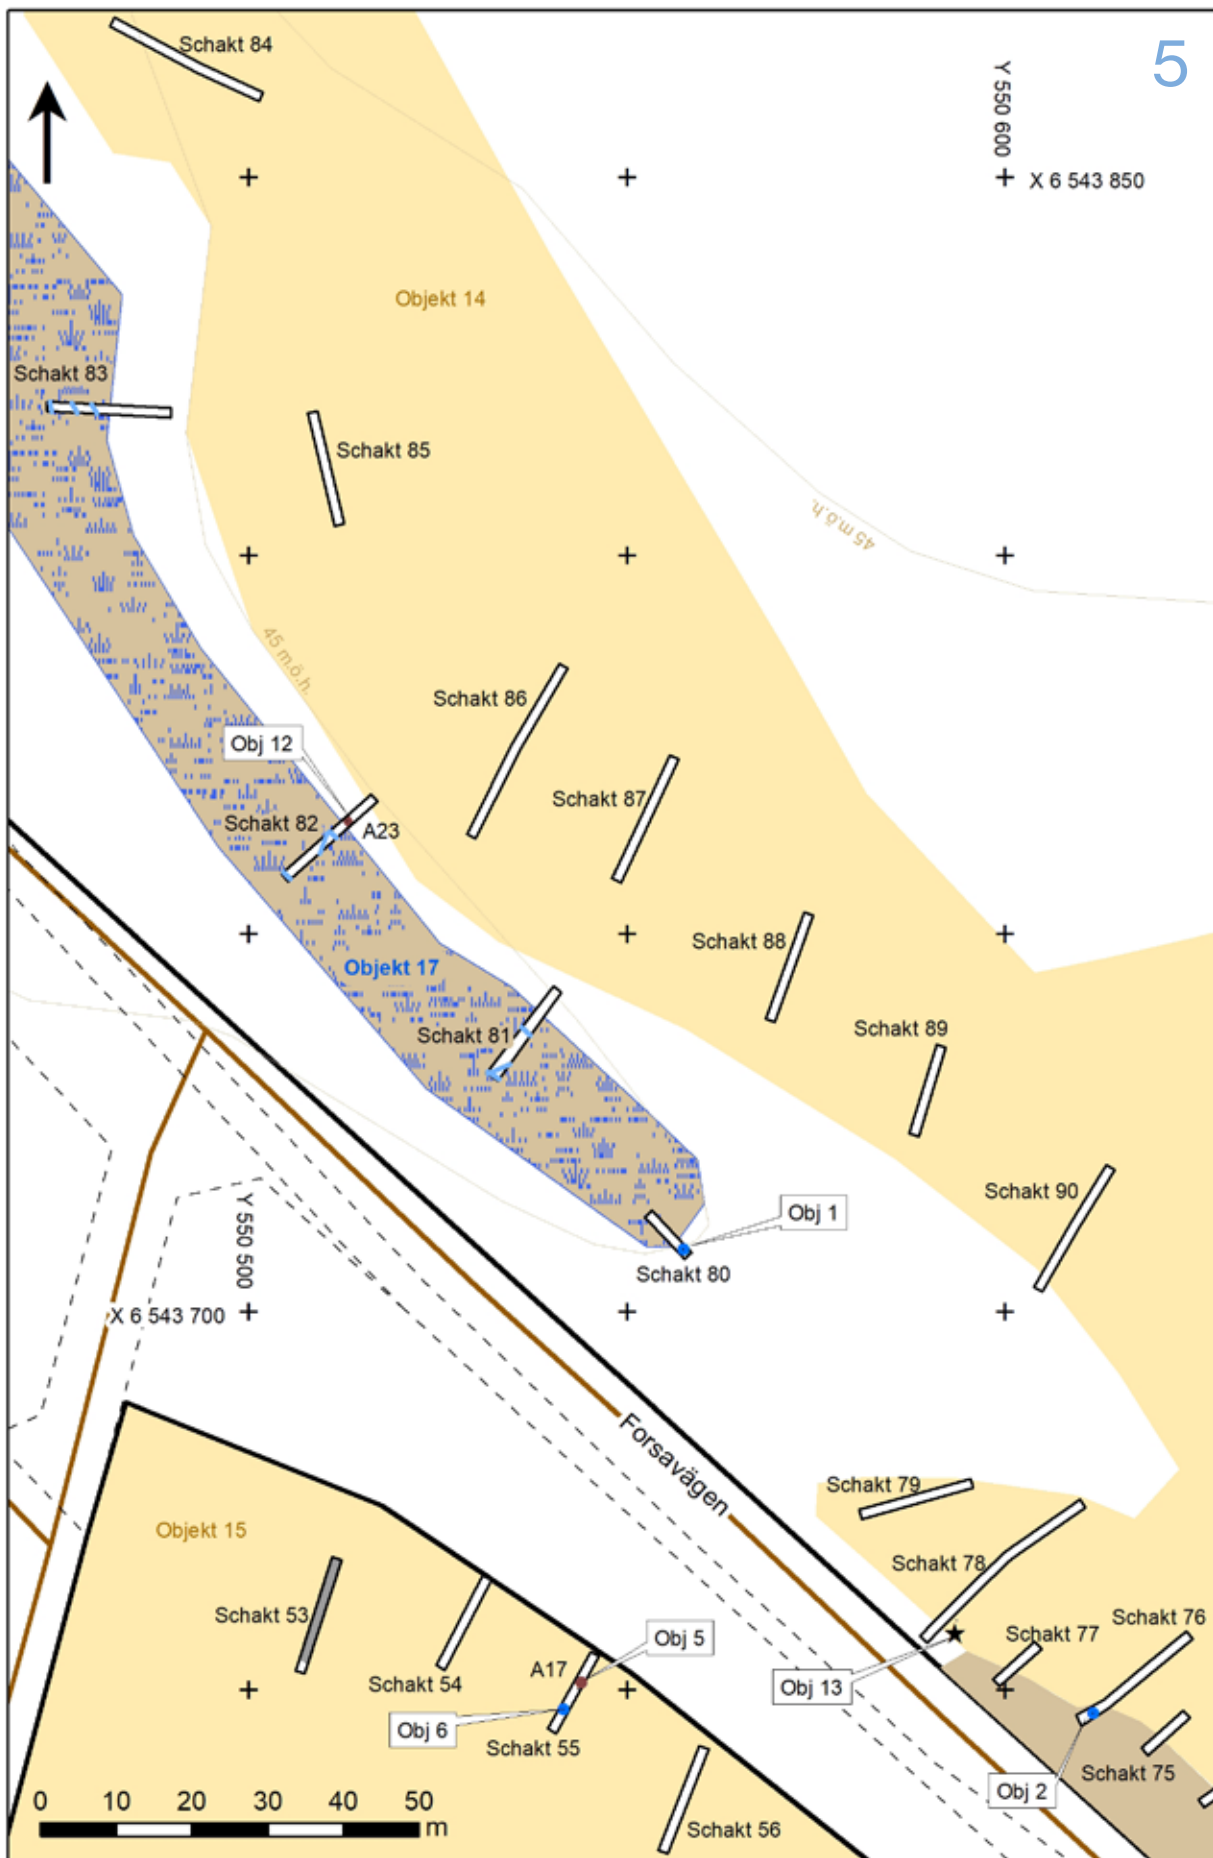 5
Schakt 84
Y 550 600
X 6 543 850
Objekt 14
Schakt 83
Schakt 85
45 m.ö.h.
45 m.ö.h.
Schakt 86
Obj 12
Schakt 87
Schakt 82
A23
Schakt 88
Objekt 17
Schakt 81
Schakt 89
Schakt 90
Obj 1
Y 550 500
Schakt 80
X 6 543 700
Forsavägen
Schakt 79
Objekt 15
Schakt 78
Schakt 53
Schakt 76
Schakt 77
Obj 5
A17
Schakt 54
Obj 13
Obj 6
Schakt 55
Schakt 75
Obj 2
0 10 20 30 40 50
m
Schakt 56